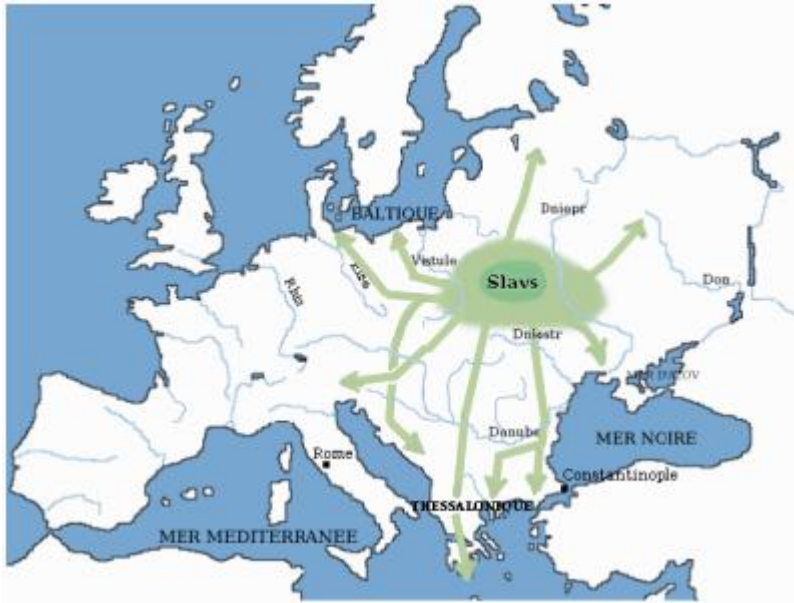 BALTIQUE
Dniepr
Vistule
Elbe
Rhin
Slavs
Don
Dniestr
MER D'AZOV
Danube
MER NOIRE
Rome
Constantinople
THESSALONIQUE
MER MEDITERRANEE